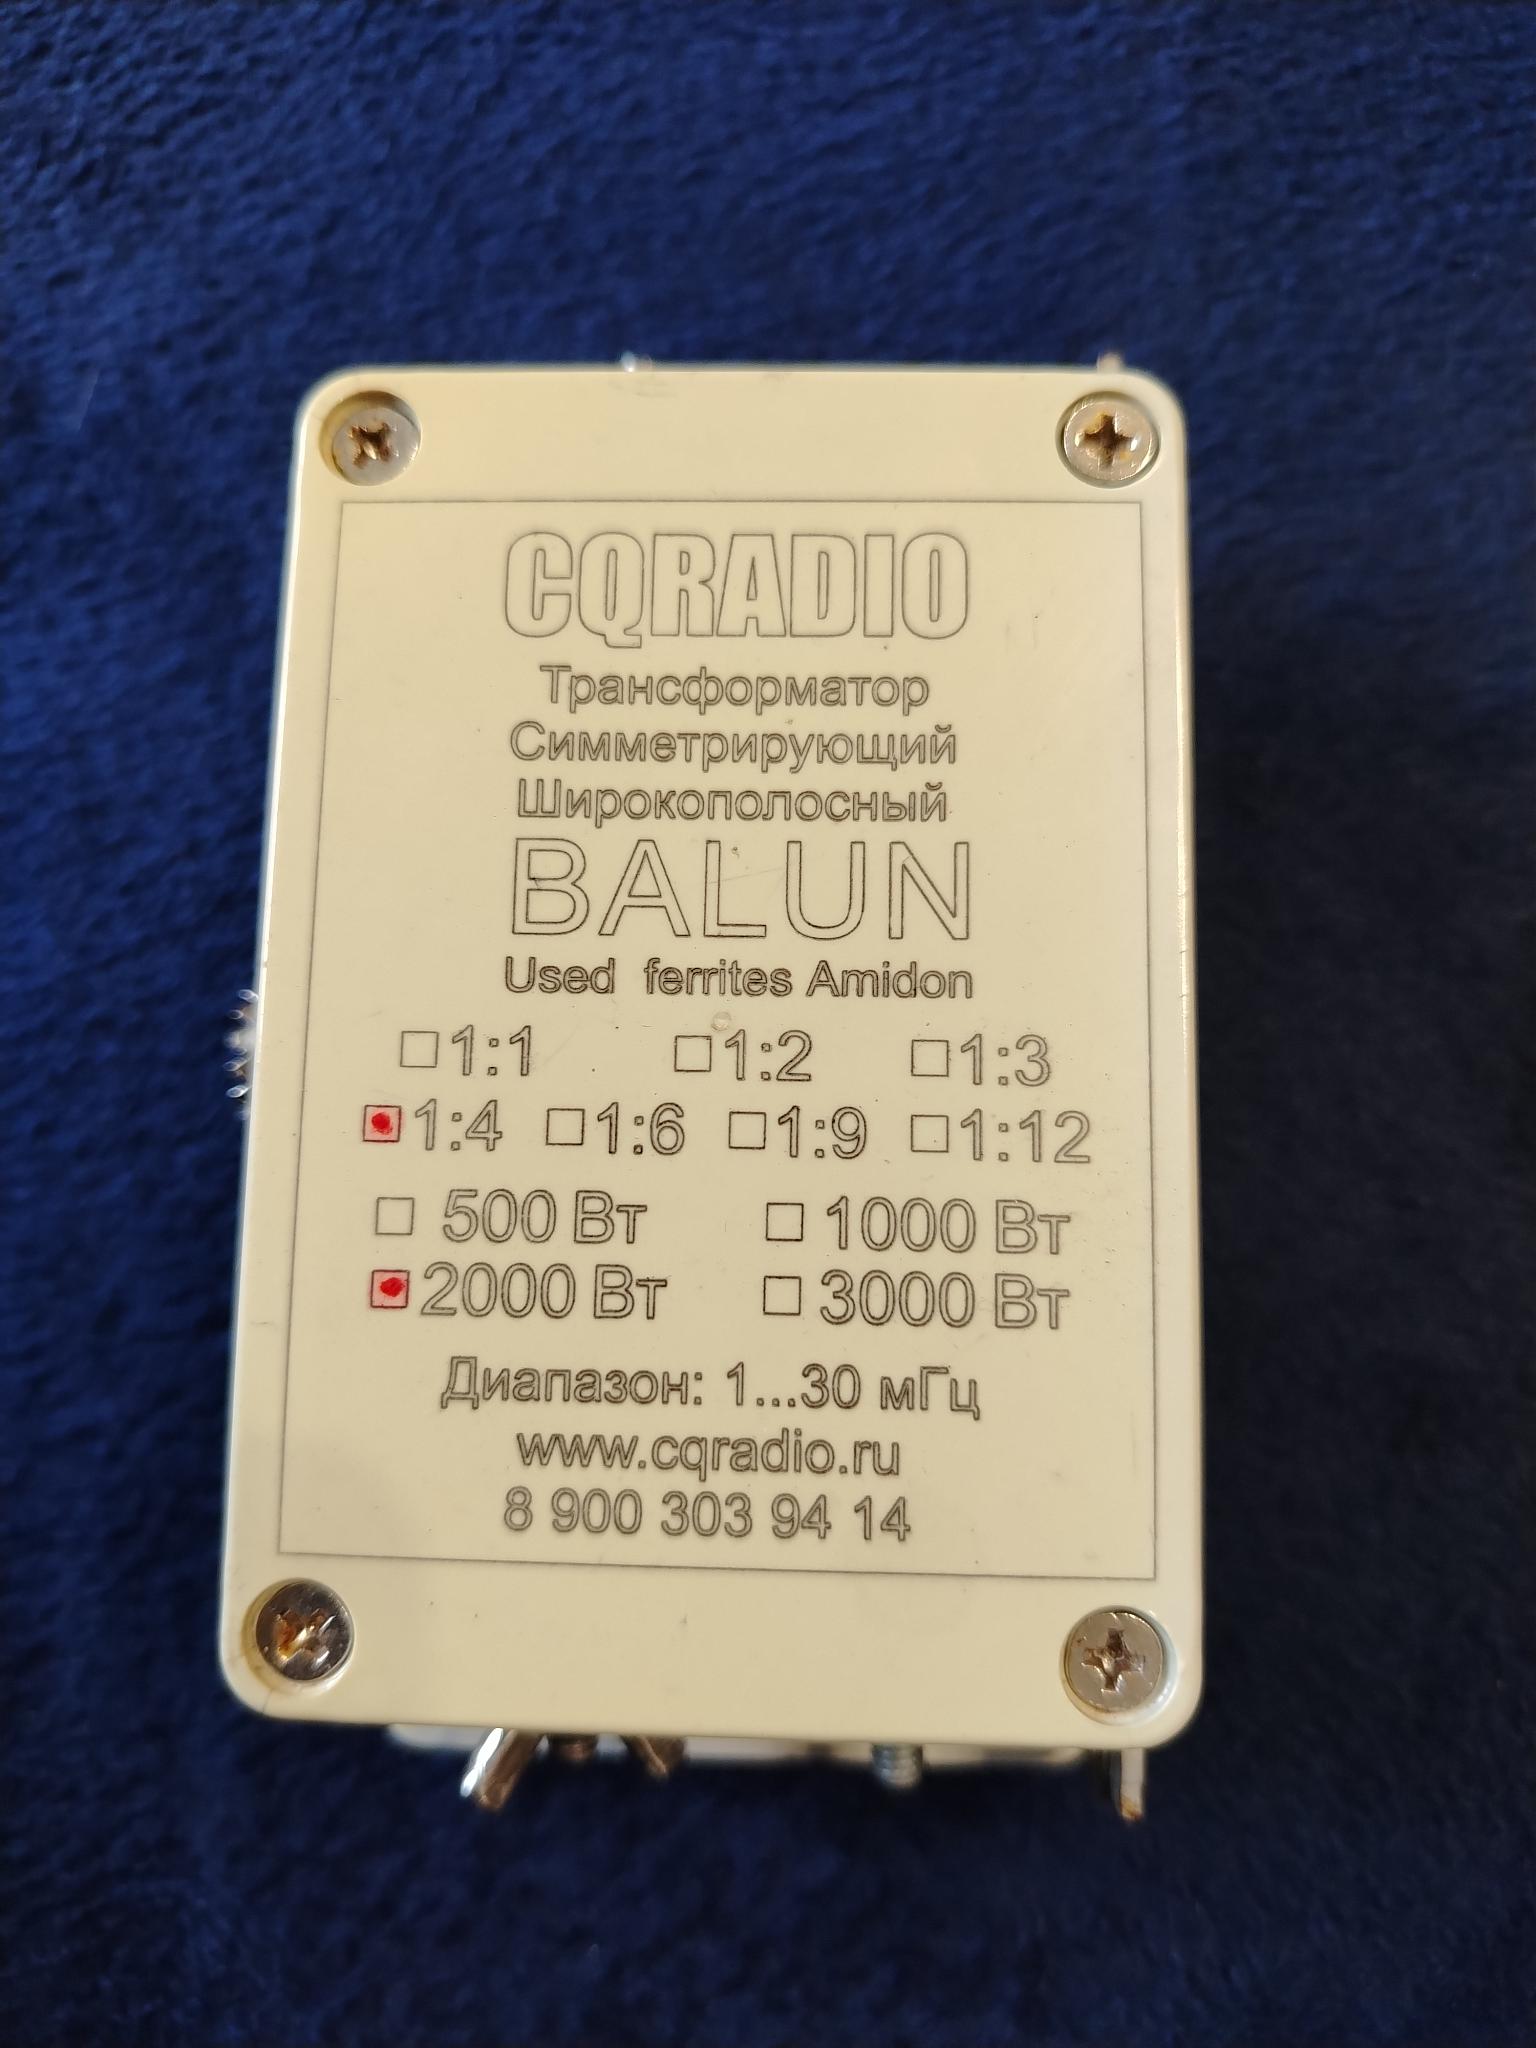 CQRADIO
Трансформатор
Симметрирующий
Широкополосный
BALUN
Used ferrites Amidon
1:1 1:2 1:3
1:4 1:6 1:9 1:12
500 Вт 1000 Вт
2000 Вт 3000 Вт
Диапазон: 1...30 мГц
www.cqradio.ru
8 900 303 94 14